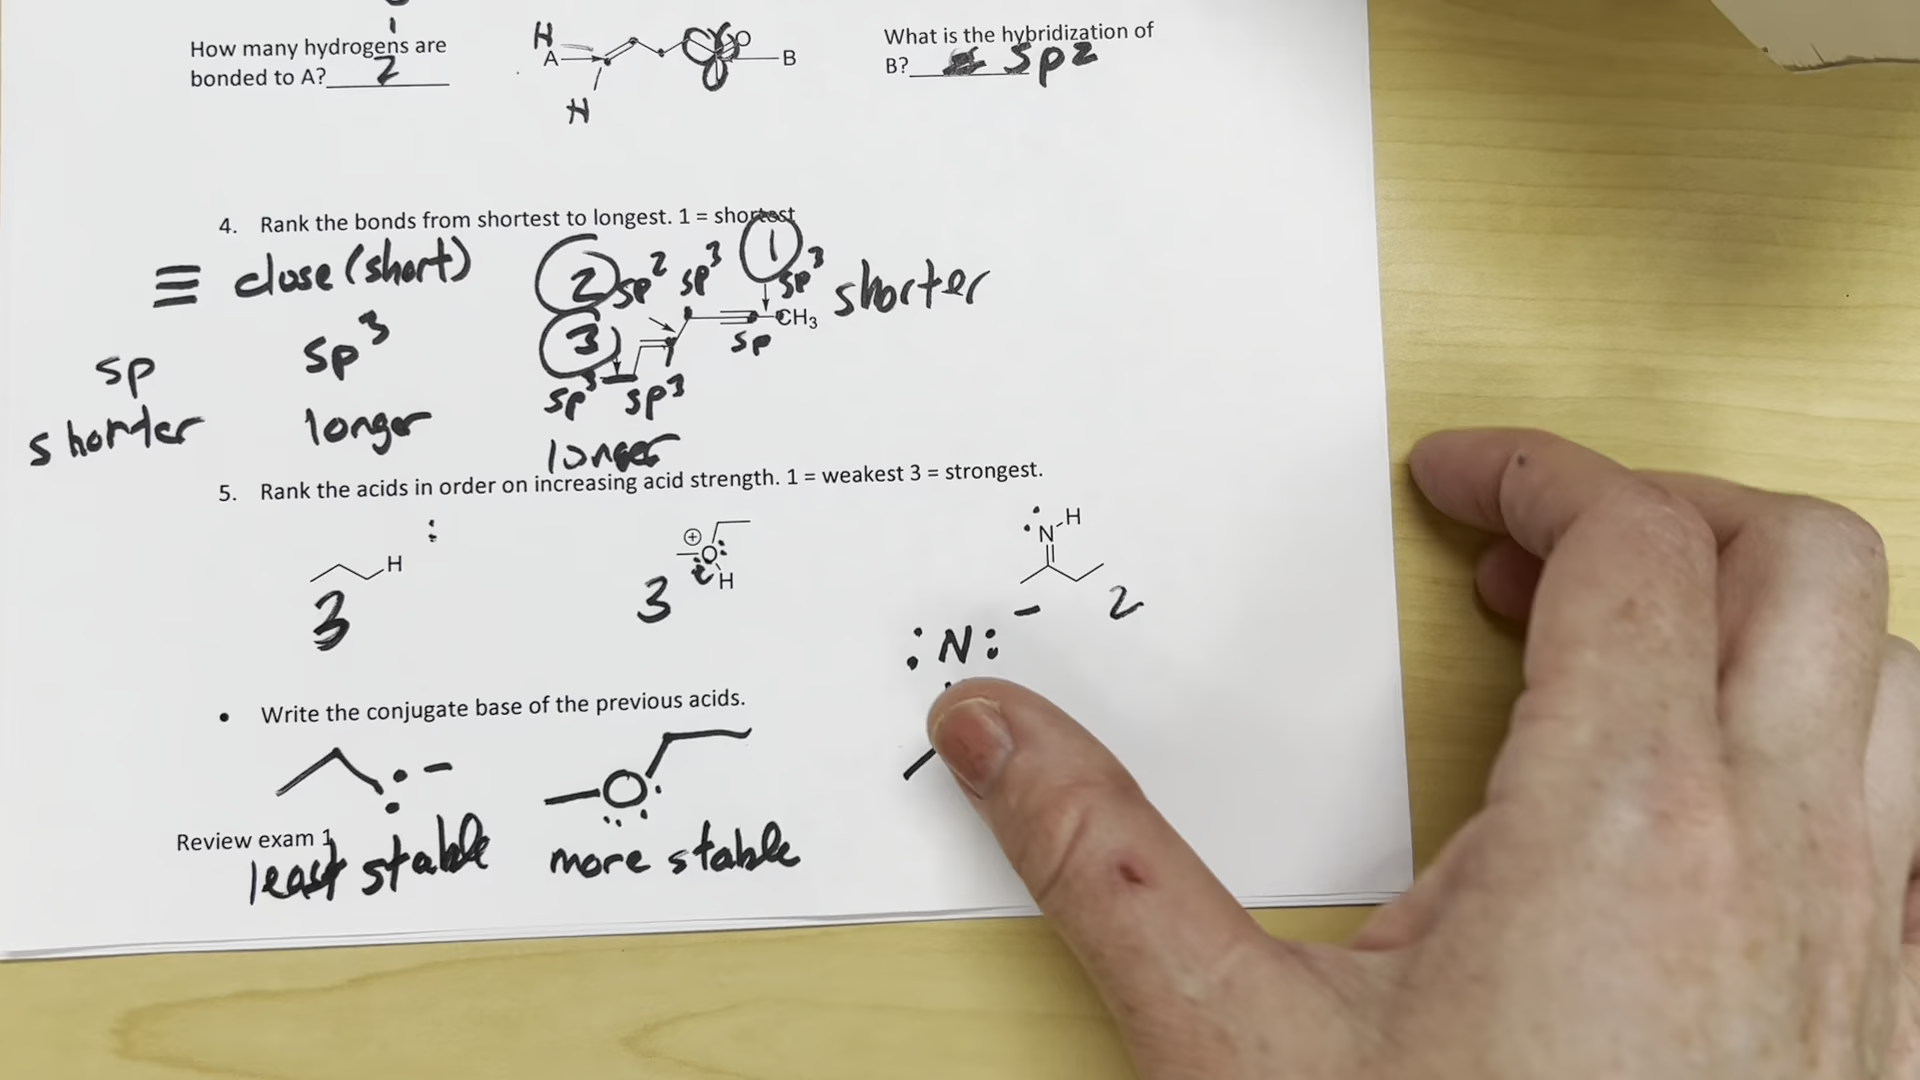 How many hydrogens are
bonded to A? 2
H
A
H
O
B
What is the hybridization of
B? sp2
4. Rank the bonds from shortest to longest. 1 = shortest
≡ close (short)
sp sp³
shorter longer
2 sp² sp³ 1 sp³ shorter
3 CH₃
sp
sp³ sp³
longer
5. Rank the acids in order on increasing acid strength. 1 = weakest 3 = strongest.
H
3
⊕
O
H
3
N H
2
:N: −
• Write the conjugate base of the previous acids.
: −
O
Review exam 1
least stable more stable